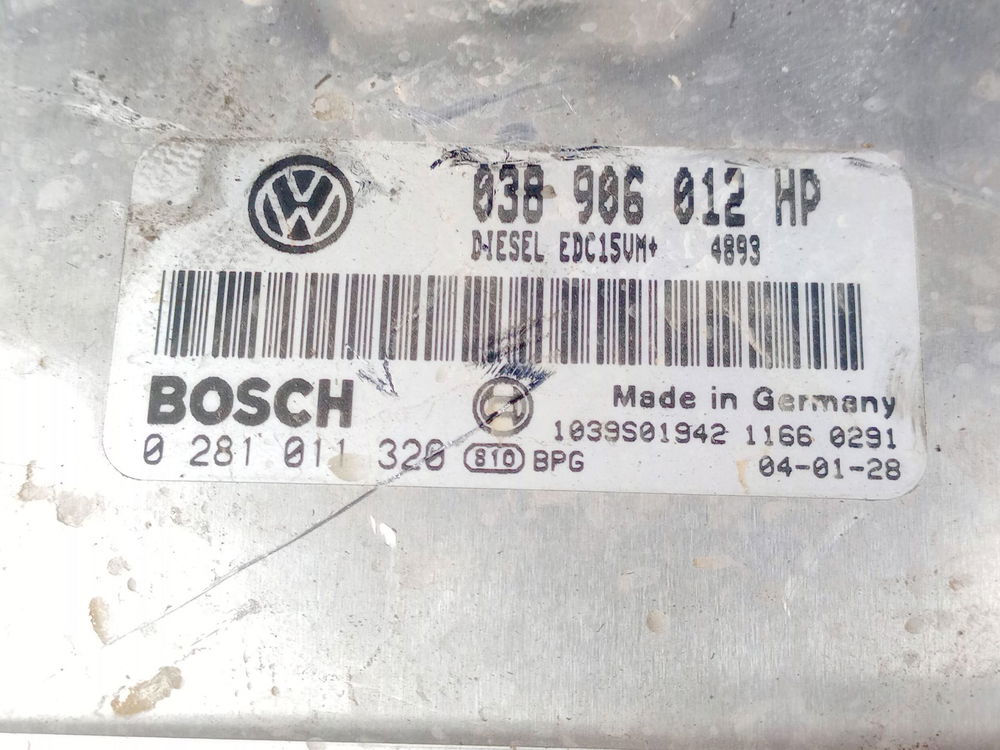 038 906 012 HP
DIESEL EDC15VM+ 4893
BOSCH
Made in Germany
1039S01942 1166 0291
0 281 011 320 S10 BPG
04-01-28